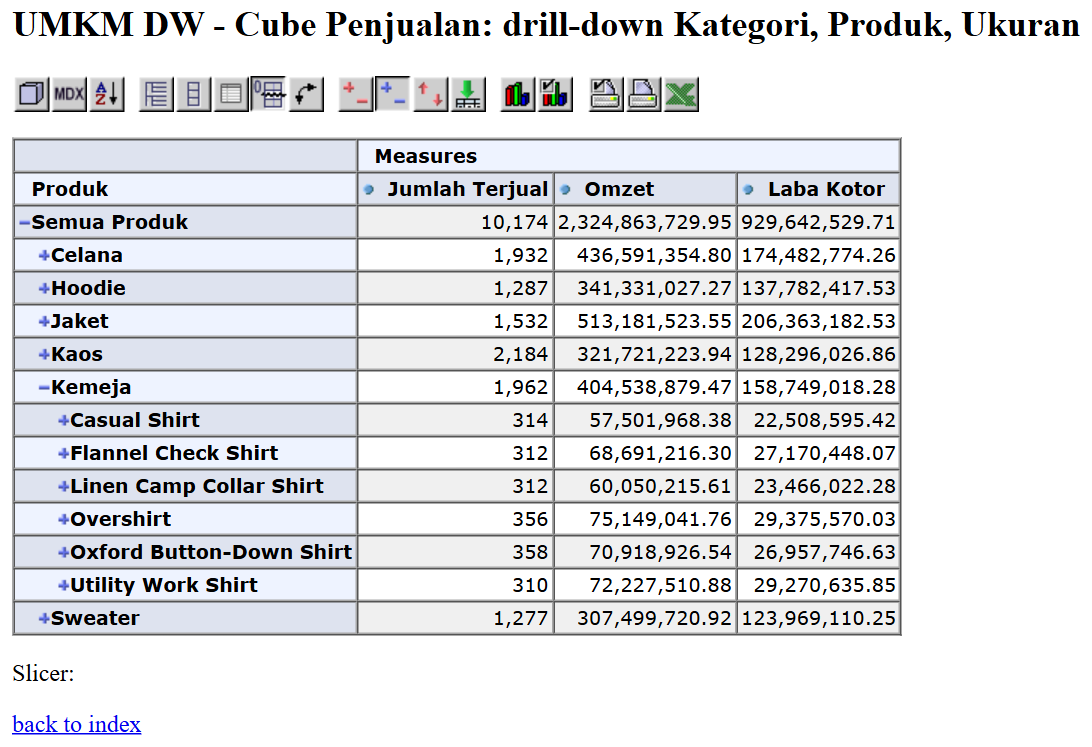 UMKM DW - Cube Penjualan: drill-down Kategori, Produk, Ukuran
MDX
Measures
Produk Jumlah Terjual Omzet Laba Kotor
Semua Produk 10,174 2,324,863,729.95 929,642,529.71
Celana 1,932 436,591,354.80 174,482,774.26
Hoodie 1,287 341,331,027.27 137,782,417.53
Jaket 1,532 513,181,523.55 206,363,182.53
Kaos 2,184 321,721,223.94 128,296,026.86
Kemeja 1,962 404,538,879.47 158,749,018.28
Casual Shirt 314 57,501,968.38 22,508,595.42
Flannel Check Shirt 312 68,691,216.30 27,170,448.07
Linen Camp Collar Shirt 312 60,050,215.61 23,466,022.28
Overshirt 356 75,149,041.76 29,375,570.03
Oxford Button-Down Shirt 358 70,918,926.54 26,957,746.63
Utility Work Shirt 310 72,227,510.88 29,270,635.85
Sweater 1,277 307,499,720.92 123,969,110.25
Slicer:
back to index